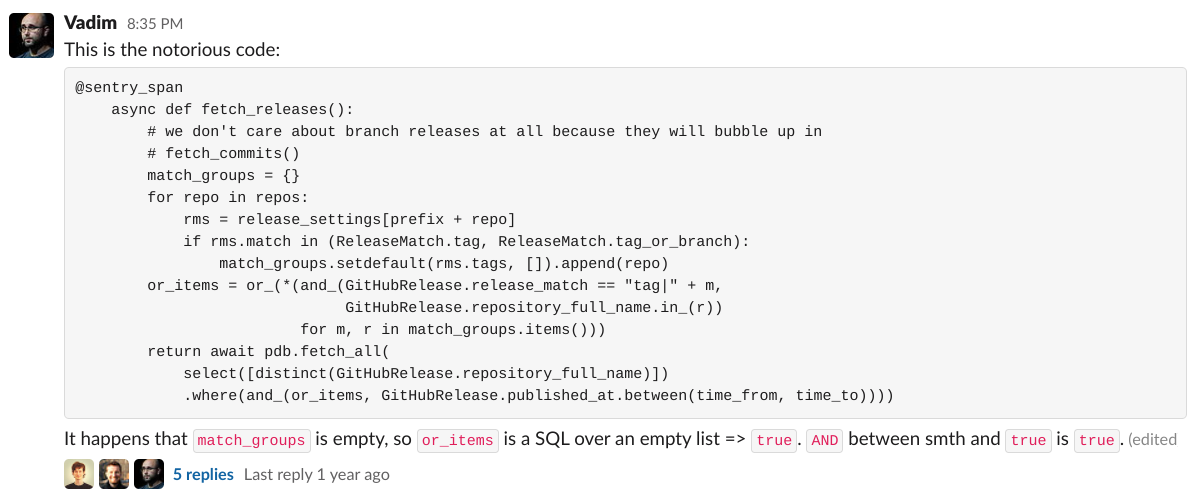 Vadim 8:35 PM
This is the notorious code:
@sentry_span
    async def fetch_releases():
        # we don't care about branch releases at all because they will bubble up in
        # fetch_commits()
        match_groups = {}
        for repo in repos:
            rms = release_settings[prefix + repo]
            if rms.match in (ReleaseMatch.tag, ReleaseMatch.tag_or_branch):
                match_groups.setdefault(rms.tags, []).append(repo)
        or_items = or_(*(and_(GitHubRelease.release_match == "tag|" + m,
                              GitHubRelease.repository_full_name.in_(r))
                         for m, r in match_groups.items()))
        return await pdb.fetch_all(
            select([distinct(GitHubRelease.repository_full_name)])
            .where(and_(or_items, GitHubRelease.published_at.between(time_from, time_to))))
It happens that match_groups is empty, so or_items is a SQL over an empty list => true. AND between smth and true is true. (edited
5 replies Last reply 1 year ago